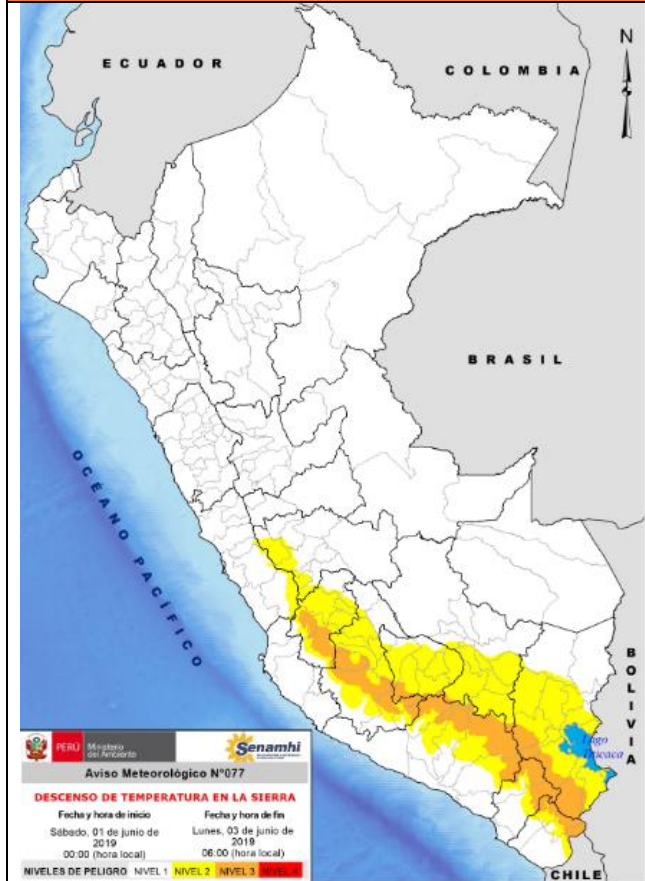 ECUADOR
COLOMBIA
N
BRASIL
OCÉANO PACÍFICO
BOLIVIA
Lago
Titicaca
CHILE
PERÚ Ministerio
del Ambiente
Senamhi
Aviso Meteorológico N°077
DESCENSO DE TEMPERATURA EN LA SIERRA
Fecha y hora de inicio
Sábado, 01 de junio de
2019
00:00 (hora local)
Fecha y hora de fin
Lunes, 03 de junio de
2019
06:00 (hora local)
NIVELES DE PELIGRO NIVEL 1 NIVEL 2 NIVEL 3 NIVEL 4